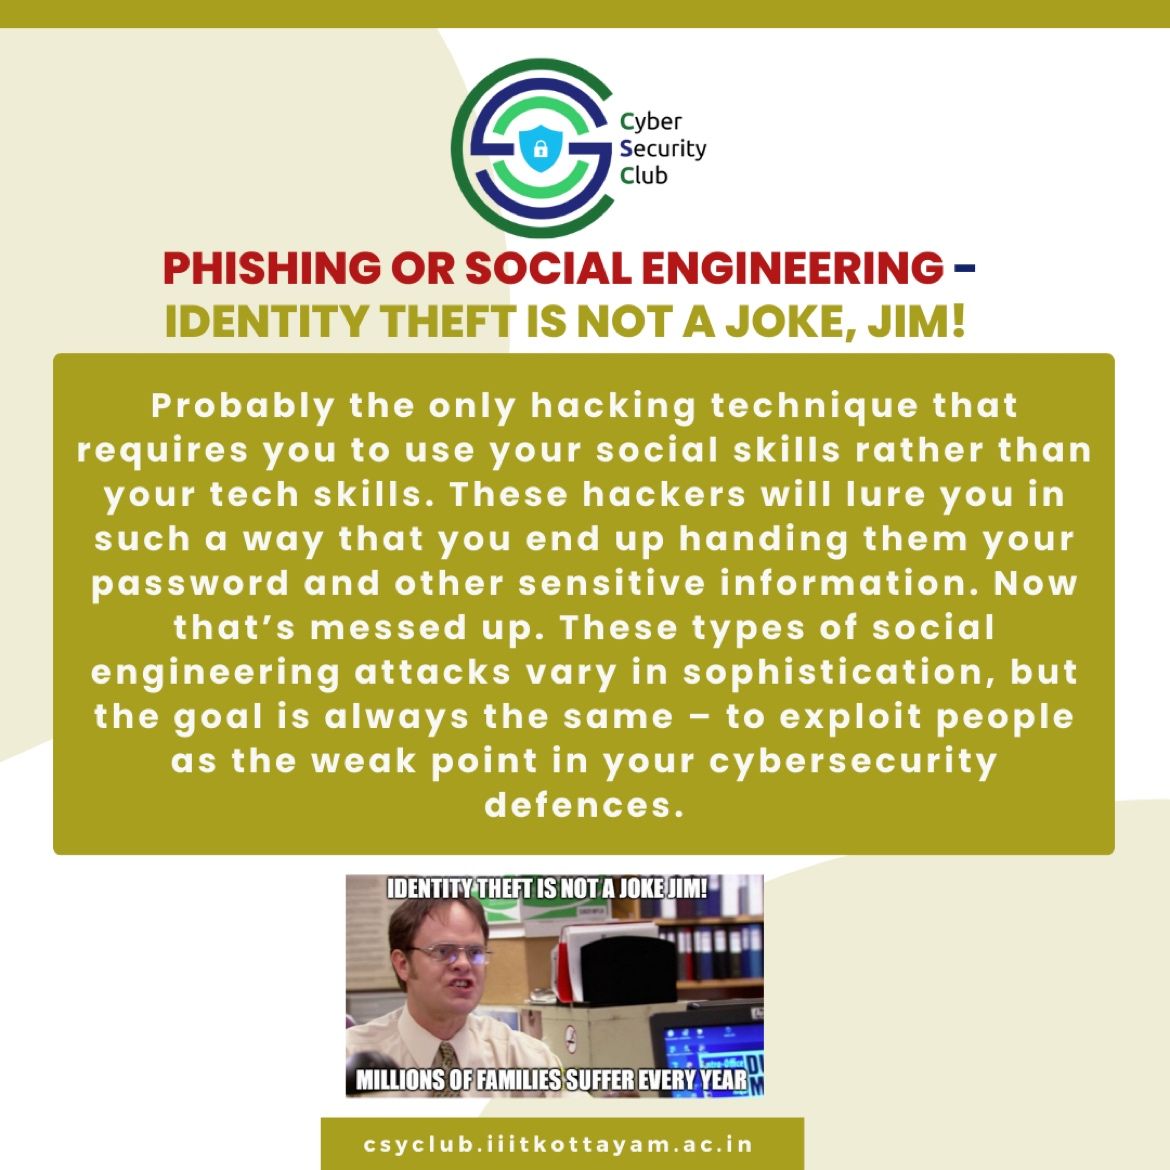 Cyber
Security
Club
PHISHING OR SOCIAL ENGINEERING –
IDENTITY THEFT IS NOT A JOKE, JIM!
Probably the only hacking technique that
requires you to use your social skills rather than
your tech skills. These hackers will lure you in
such a way that you end up handing them your
password and other sensitive information. Now
that’s messed up. These types of social
engineering attacks vary in sophistication, but
the goal is always the same – to exploit people
as the weak point in your cybersecurity
defences.
IDENTITY THEFT IS NOT A JOKE JIM!
MILLIONS OF FAMILIES SUFFER EVERY YEAR
csyclub.iiitkottayam.ac.in